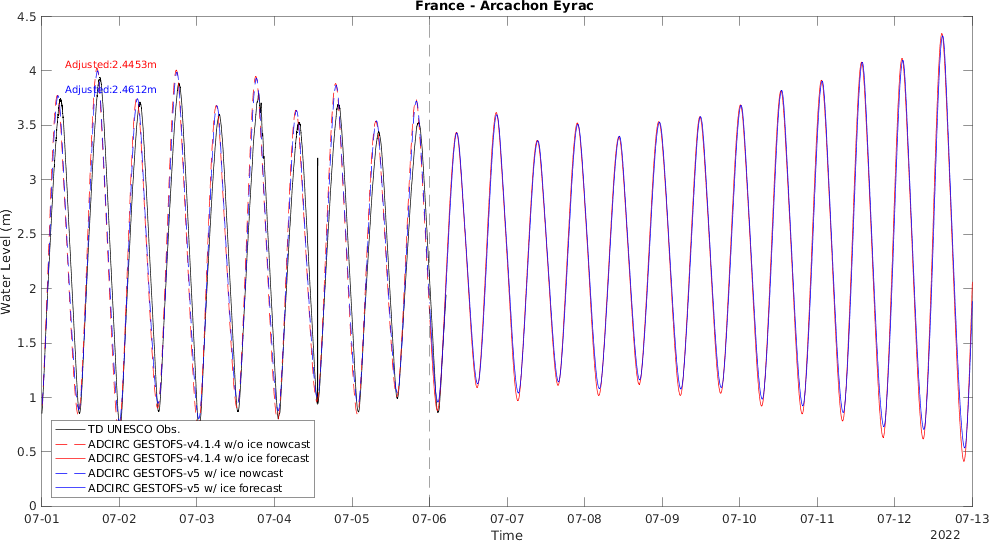 France - Arcachon Eyrac
4.5
4
3.5
3
2.5
2
1.5
1
0.5
0
Water Level (m)
Adjusted:2.4453m
Adjusted:2.4612m
TD UNESCO Obs.
ADCIRC GESTOFS-v4.1.4 w/o ice nowcast
ADCIRC GESTOFS-v4.1.4 w/o ice forecast
ADCIRC GESTOFS-v5 w/ ice nowcast
ADCIRC GESTOFS-v5 w/ ice forecast
07-01 07-02 07-03 07-04 07-05 07-06 07-07 07-08 07-09 07-10 07-11 07-12 07-13
Time
2022